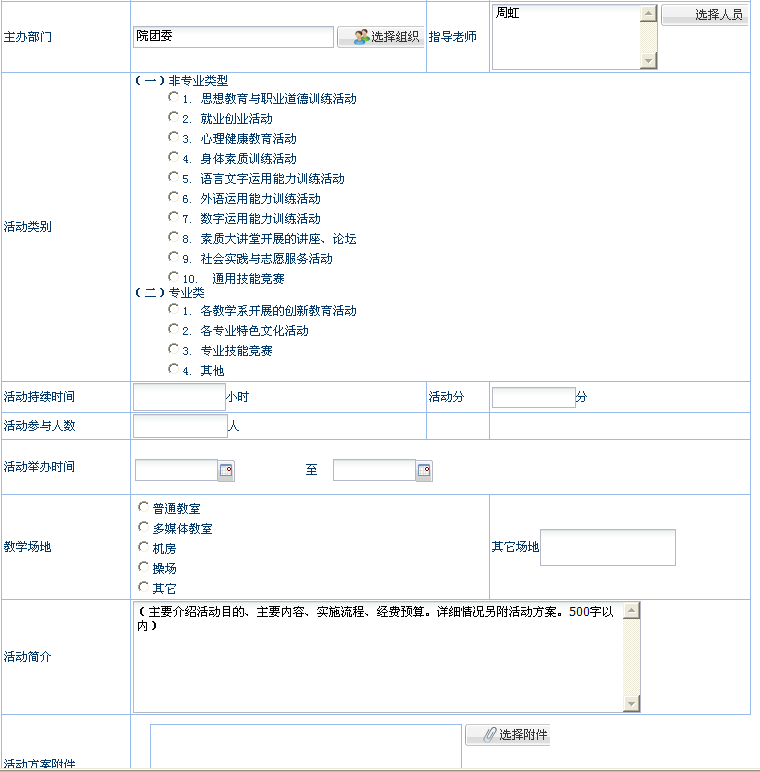 主办部门 院团委 选择组织 指导老师 周虹 选择人员
活动类别
(一)非专业类型
1. 思想教育与职业道德训练活动
2. 就业创业活动
3. 心理健康教育活动
4. 身体素质训练活动
5. 语言文字运用能力训练活动
6. 外语运用能力训练活动
7. 数字运用能力训练活动
8. 素质大讲堂开展的讲座、论坛
9. 社会实践与志愿服务活动
10. 通用技能竞赛
(二)专业类
1. 各教学系开展的创新教育活动
2. 各专业特色文化活动
3. 专业技能竞赛
4. 其他
活动持续时间 小时 活动分 分
活动参与人数 人
活动举办时间 至
教学场地
普通教室
多媒体教室
机房
操场
其它
其它场地
活动简介
(主要介绍活动目的、主要内容、实施流程、经费预算。详细情况另附活动方案。500字以
内)
活动方案附件 选择附件